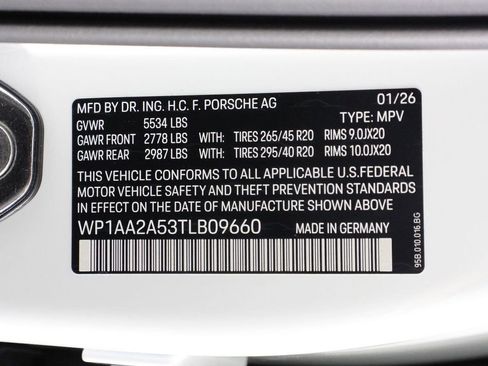 MFD BY DR. ING. H.C. F. PORSCHE AG 01/26
GVWR 5534 LBS TYPE: MPV
GAWR FRONT 2778 LBS WITH: TIRES 265/45 R20 RIMS 9.0JX20
GAWR REAR 2987 LBS WITH: TIRES 295/40 R20 RIMS 10.0JX20
THIS VEHICLE CONFORMS TO ALL APPLICABLE U.S.FEDERAL
MOTOR VEHICLE SAFETY AND THEFT PREVENTION STANDARDS
IN EFFECT ON THE DATE OF MANUFACTURE SHOWN ABOVE
WP1AA2A53TLB09660 MADE IN GERMANY
95B.010.016.BG